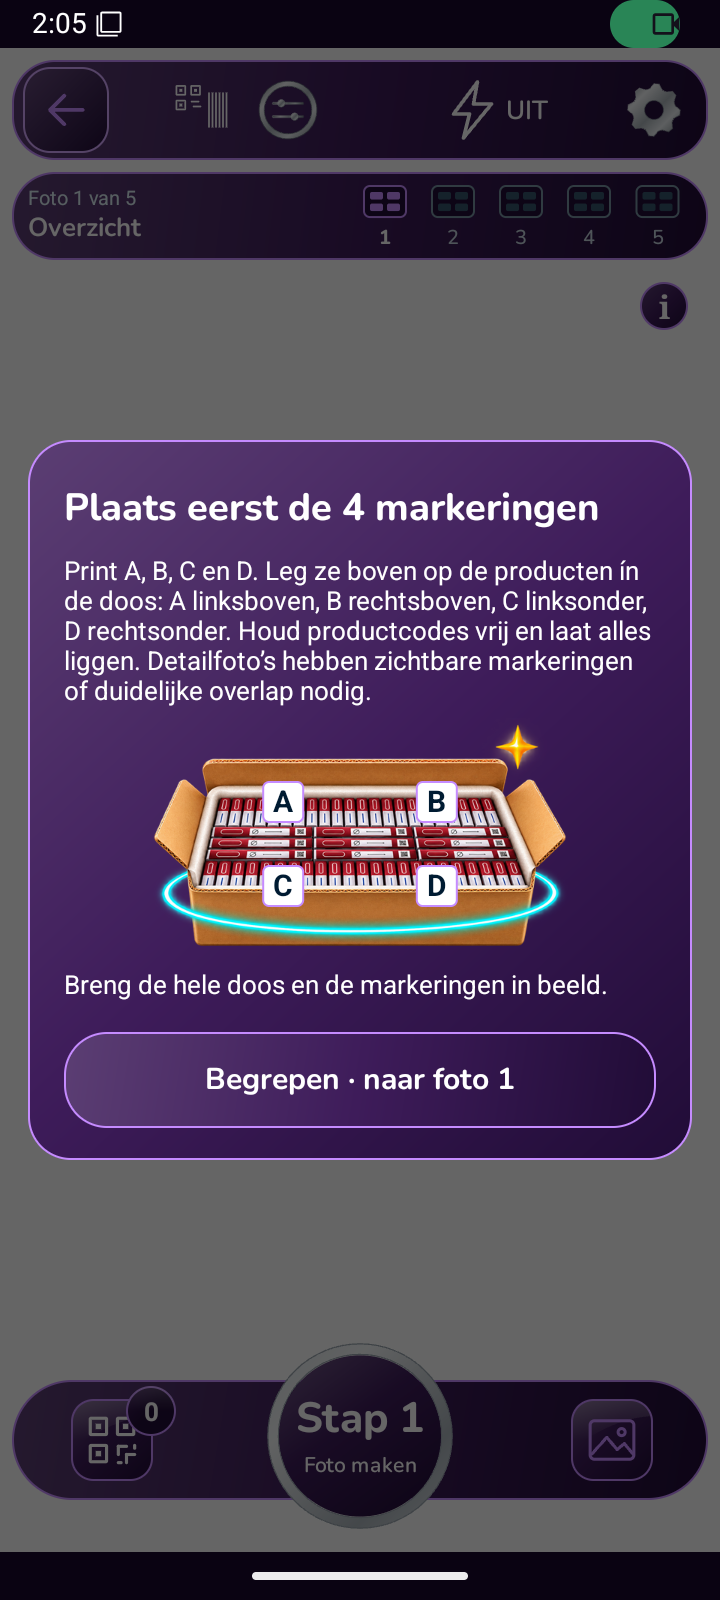 2:05
UIT
Foto 1 van 5
Overzicht
1 2 3 4 5
i
Plaats eerst de 4 markeringen
Print A, B, C en D. Leg ze boven op de producten ín
de doos: A linksboven, B rechtsboven, C linksonder,
D rechtsonder. Houd productcodes vrij en laat alles
liggen. Detailfoto’s hebben zichtbare markeringen
of duidelijke overlap nodig.
A B
C D
Breng de hele doos en de markeringen in beeld.
Begrepen · naar foto 1
0
Stap 1
Foto maken